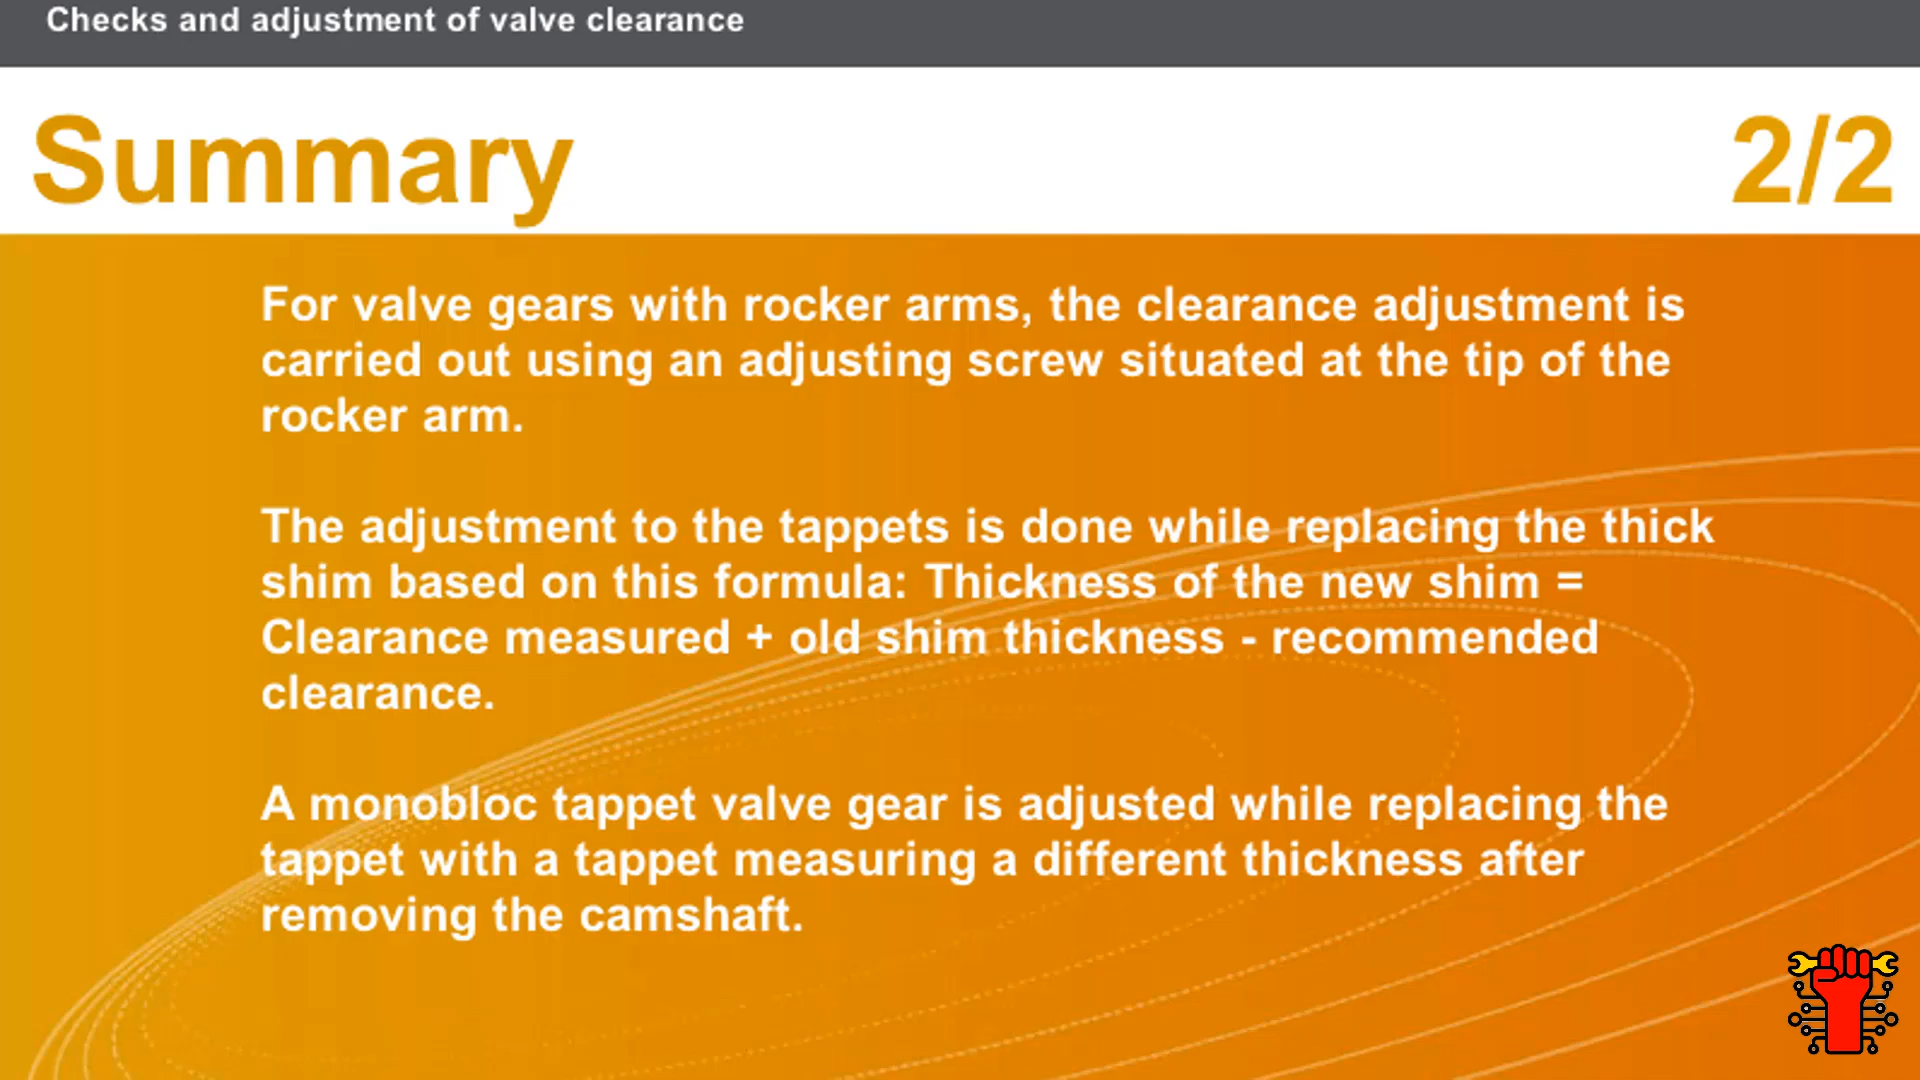 Checks and adjustment of valve clearance
Summary
2/2
For valve gears with rocker arms, the clearance adjustment is
carried out using an adjusting screw situated at the tip of the
rocker arm.
The adjustment to the tappets is done while replacing the thick
shim based on this formula: Thickness of the new shim =
Clearance measured + old shim thickness - recommended
clearance.
A monobloc tappet valve gear is adjusted while replacing the
tappet with a tappet measuring a different thickness after
removing the camshaft.